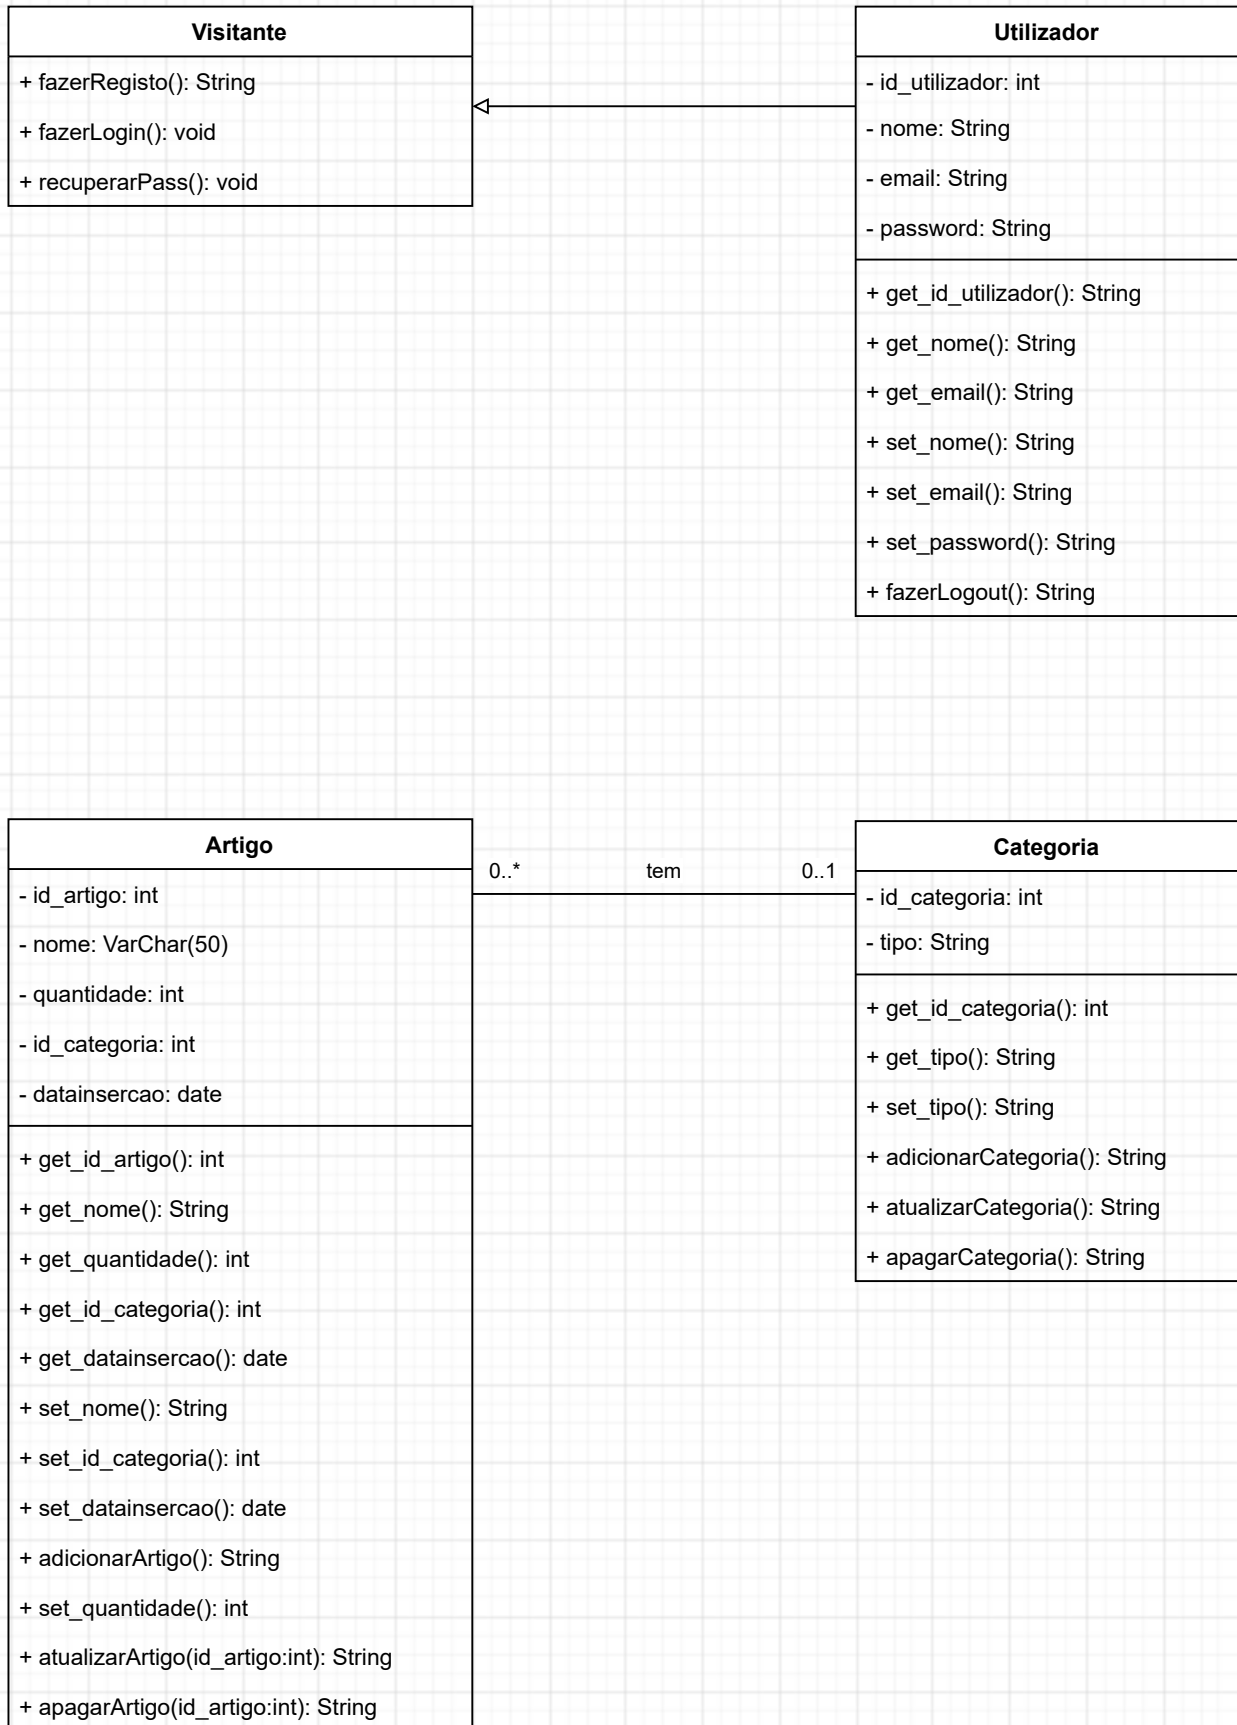 Visitante
+ fazerRegisto(): String
+ fazerLogin(): void
+ recuperarPass(): void
Utilizador
- id_utilizador: int
- nome: String
- email: String
- password: String
+ get_id_utilizador(): String
+ get_nome(): String
+ get_email(): String
+ set_nome(): String
+ set_email(): String
+ set_password(): String
+ fazerLogout(): String
Artigo
- id_artigo: int
- nome: VarChar(50)
- quantidade: int
- id_categoria: int
- datainsercao: date
+ get_id_artigo(): int
+ get_nome(): String
+ get_quantidade(): int
+ get_id_categoria(): int
+ get_datainsercao(): date
+ set_nome(): String
+ set_id_categoria(): int
+ set_datainsercao(): date
+ adicionarArtigo(): String
+ set_quantidade(): int
+ atualizarArtigo(id_artigo:int): String
+ apagarArtigo(id_artigo:int): String
0..* tem 0..1
Categoria
- id_categoria: int
- tipo: String
+ get_id_categoria(): int
+ get_tipo(): String
+ set_tipo(): String
+ adicionarCategoria(): String
+ atualizarCategoria(): String
+ apagarCategoria(): String